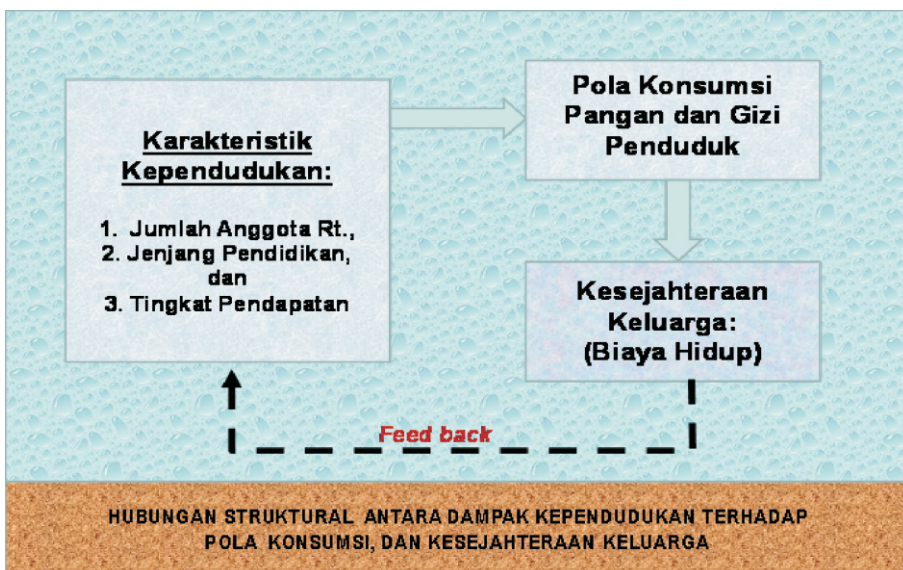 Karakteristik
Kependudukan:
1. Jumlah Anggota Rt.,
2. Jenjang Pendidikan,
dan
3. Tingkat Pendapatan
Pola Konsumsi
Pangan dan Gizi
Penduduk
Kesejahteraan
Keluarga:
(Biaya Hidup)
Feed back
HUBUNGAN STRUKTURAL ANTARA DAMPAK KEPENDUDUKAN TERHADAP
POLA KONSUMSI, DAN KESEJAHTERAAN KELUARGA